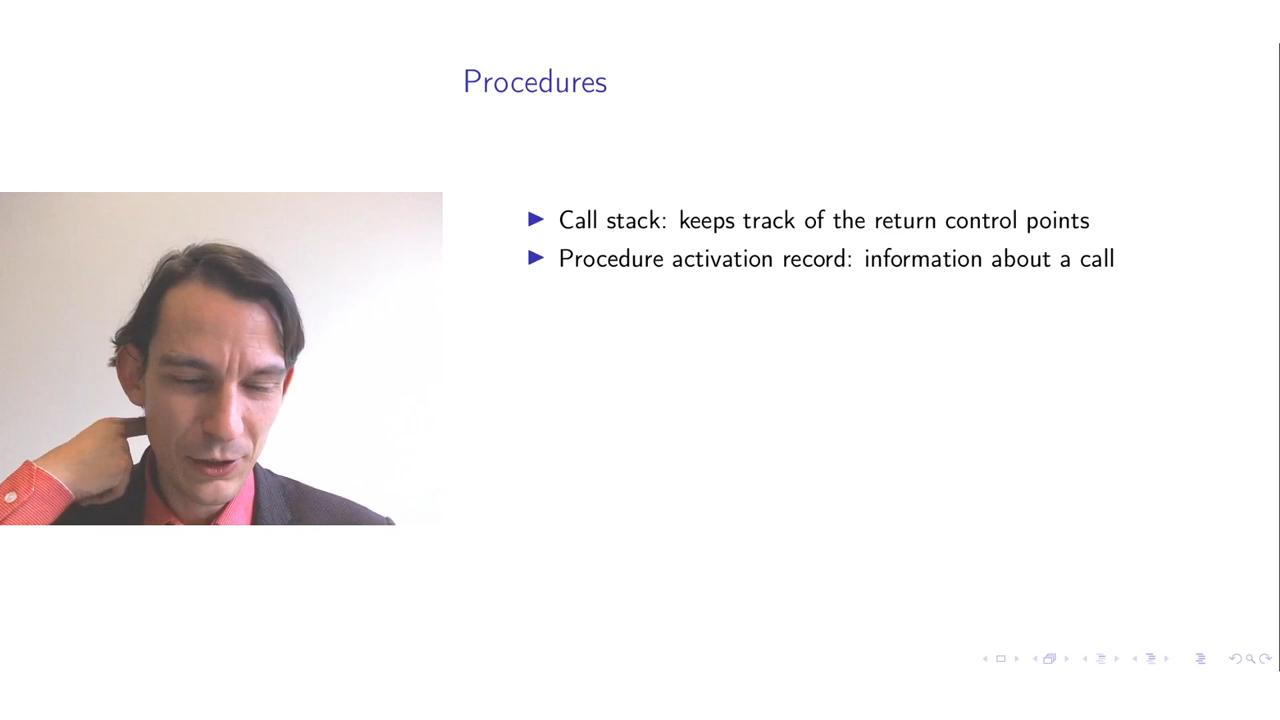 Procedures
Call stack: keeps track of the return control points
Procedure activation record: information about a call